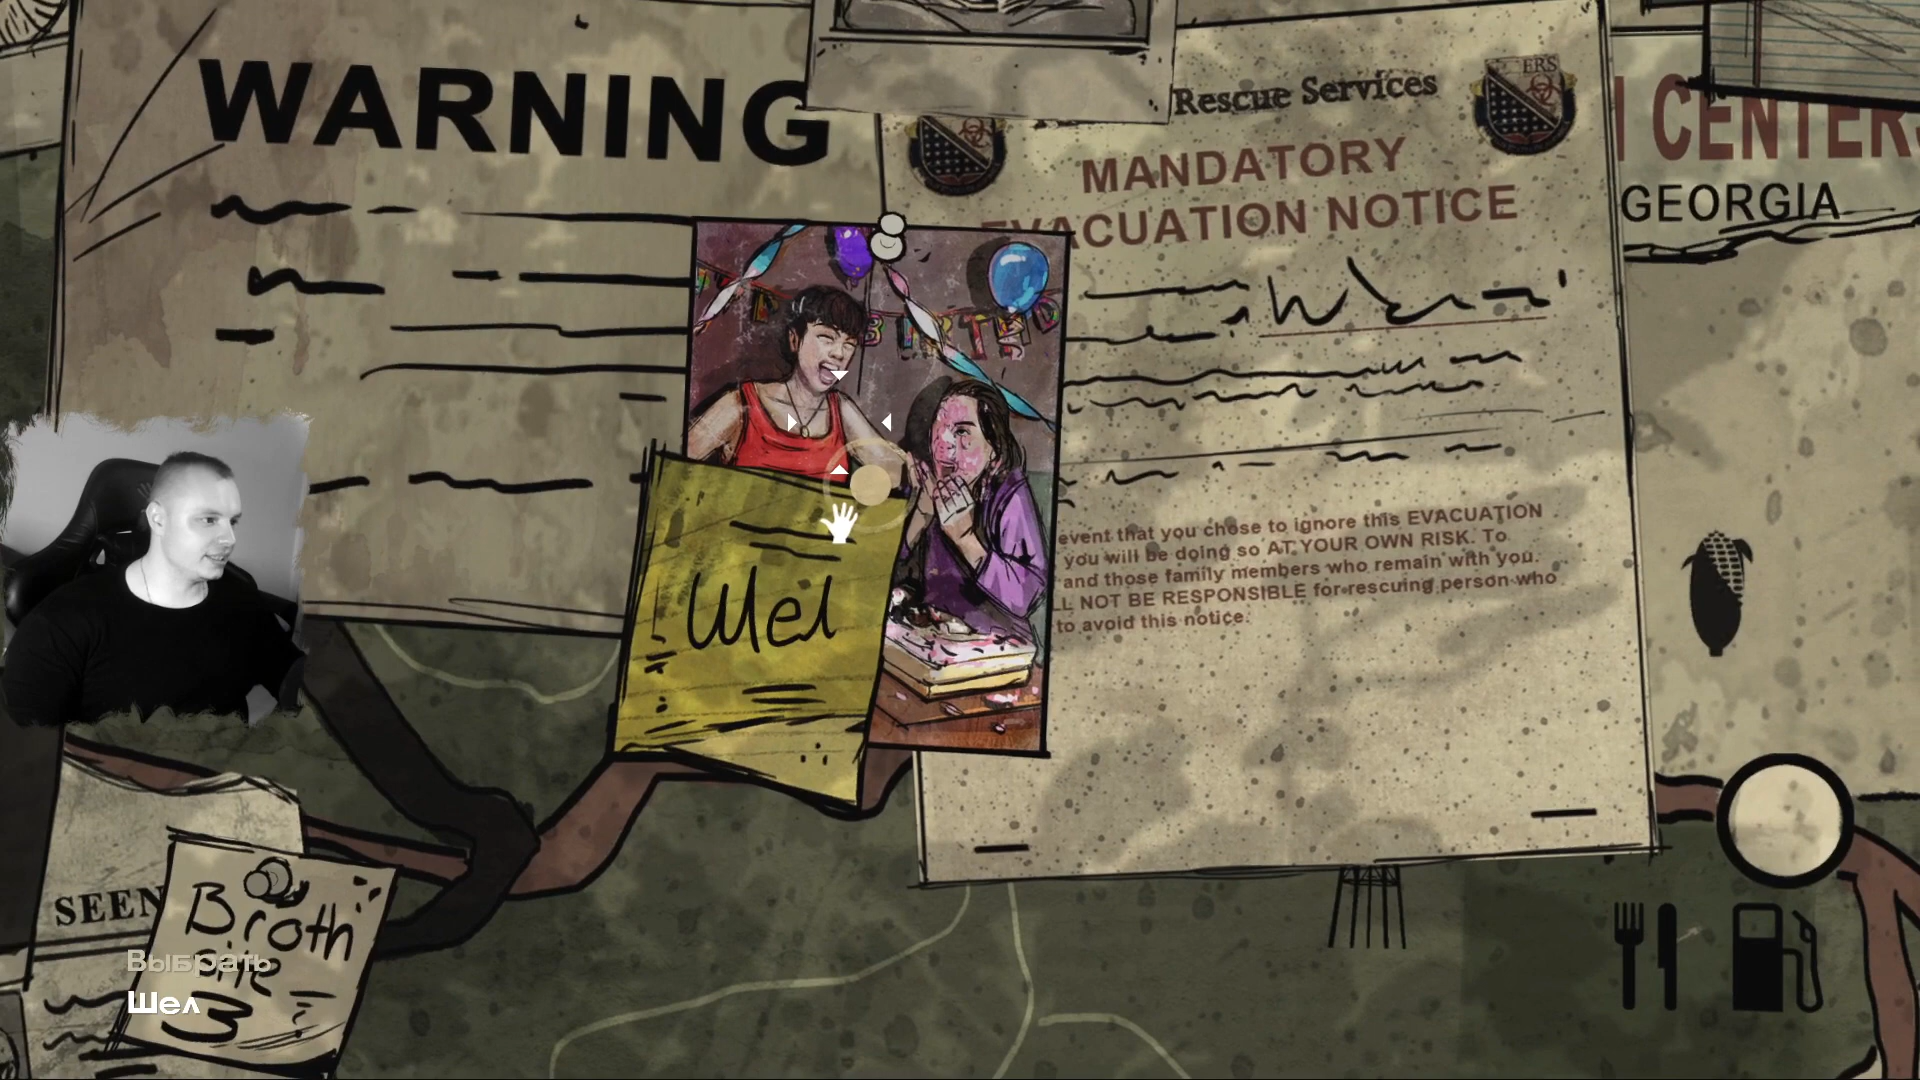 WARNING
Rescue Services
ERS
MANDATORY
EVACUATION NOTICE
CENTER
GEORGIA
BIRTHD
event that you chose to ignore this EVACUATION
you will be doing so AT YOUR OWN RISK. To
and those family members who remain with you.
LL NOT BE RESPONSIBLE for rescuing person who
to avoid this notice.
Шел
SEEN
Broth
Выбрать
Шел